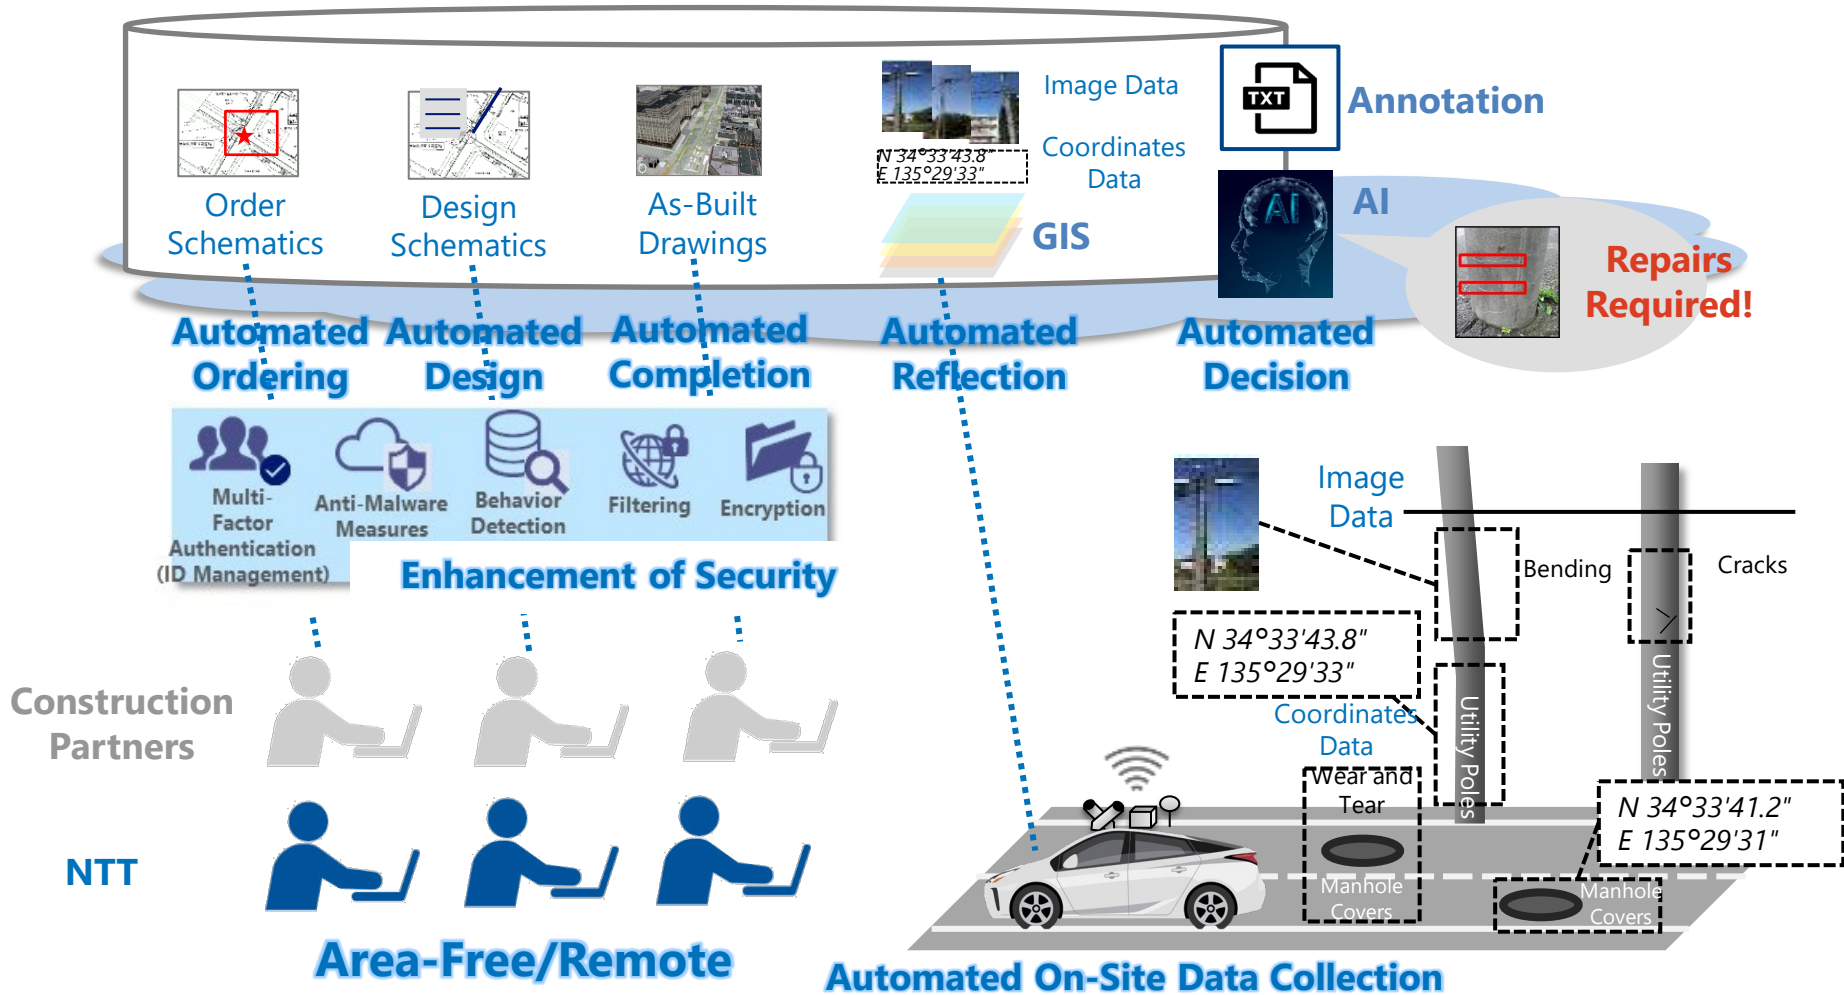 Order
Schematics
Design
Schematics
As-Built
Drawings
Image Data
Coordinates
Data
N 34°33'43.8"
E 135°29'33"
GIS
TXT
Annotation
AI
AI
Repairs
Required!
Automated
Ordering
Automated
Design
Automated
Completion
Automated
Reflection
Automated
Decision
Multi-
Factor
Authentication
(ID Management)
Anti-Malware
Measures
Behavior
Detection
Filtering
Encryption
Enhancement of Security
Construction
Partners
NTT
Area-Free/Remote
Image
Data
Bending
Cracks
N 34°33'43.8"
E 135°29'33"
Coordinates
Data
Utility Poles
Utility Poles
Wear and
Tear
N 34°33'41.2"
E 135°29'31"
Manhole
Covers
Manhole
Covers
Automated On-Site Data Collection